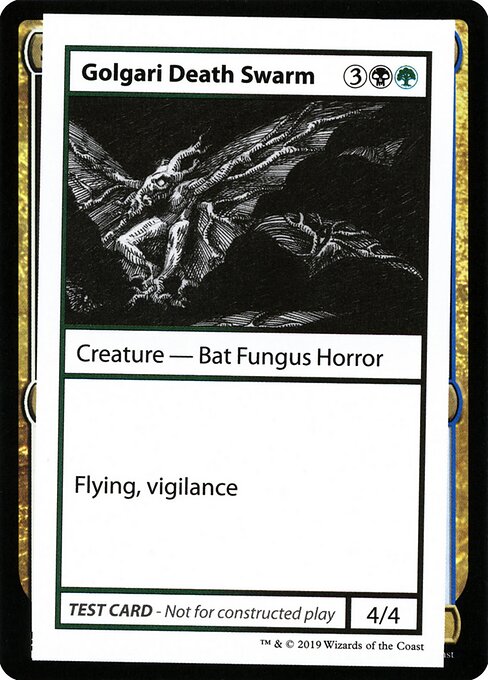 Golgari Death Swarm 3
Creature — Bat Fungus Horror
Flying, vigilance
TEST CARD - Not for constructed play 4/4
™ & © 2019 Wizards of the Coast